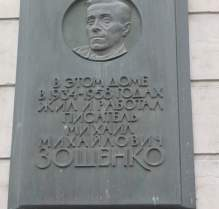 В ЭТОМ ДОМЕ
В 1934-1958 ГОДАХ
ЖИЛ И РАБОТАЛ
ПИСАТЕЛЬ
МИХАИЛ
МИХАЙЛОВИЧ
ЗОЩЕНКО